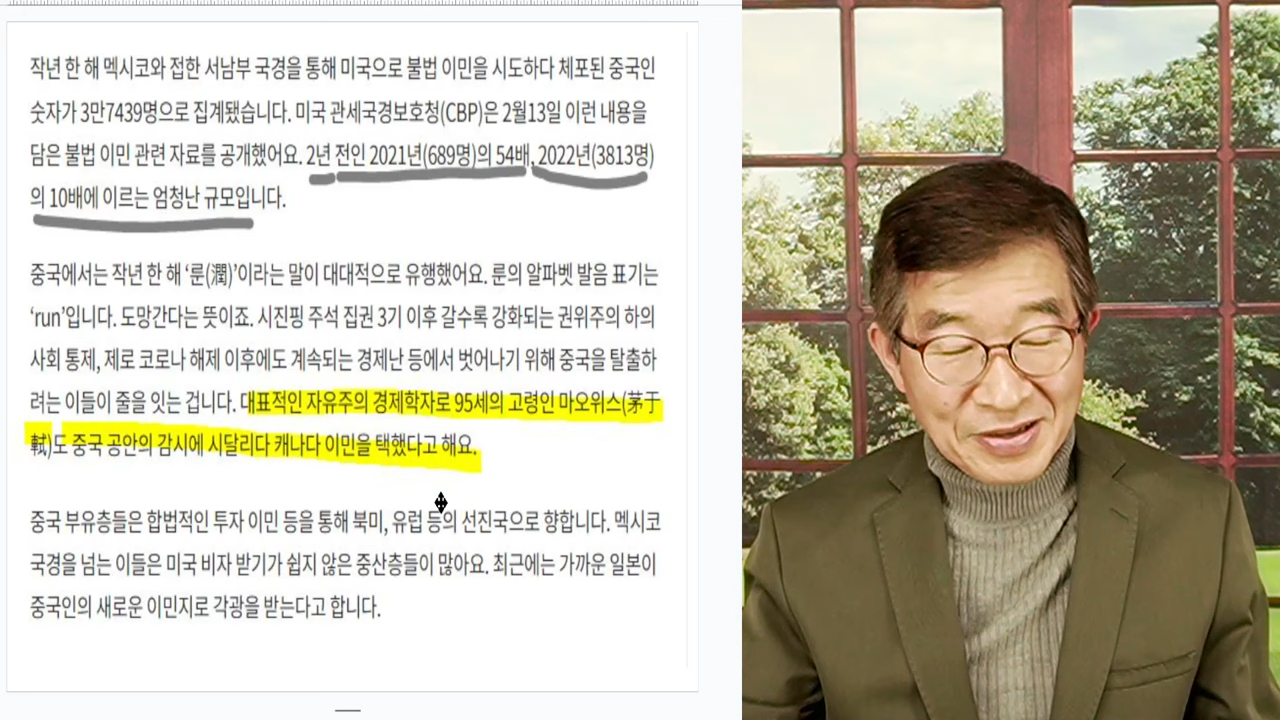 작년 한 해 멕시코와 접한 서남부 국경을 통해 미국으로 불법 이민을 시도하다 체포된 중국인
숫자가 3만7439명으로 집계됐습니다. 미국 관세국경보호청(CBP)은 2월13일 이런 내용을
담은 불법 이민 관련 자료를 공개했어요. 2년 전인 2021년(689명)의 54배, 2022년(3813명)
의 10배에 이르는 엄청난 규모입니다.
중국에서는 작년 한 해 ‘룬(潤)’이라는 말이 대대적으로 유행했어요. 룬의 알파벳 발음 표기는
‘run’입니다. 도망간다는 뜻이죠. 시진핑 주석 집권 3기 이후 갈수록 강화되는 권위주의 하의
사회 통제, 제로 코로나 해제 이후에도 계속되는 경제난 등에서 벗어나기 위해 중국을 탈출하
려는 이들이 줄을 잇는 겁니다. 대표적인 자유주의 경제학자로 95세의 고령인 마오위스(茅于
軾)도 중국 공안의 감시에 시달리다 캐나다 이민을 택했다고 해요.
중국 부유층들은 합법적인 투자 이민 등을 통해 북미, 유럽 등의 선진국으로 향합니다. 멕시코
국경을 넘는 이들은 미국 비자 받기가 쉽지 않은 중산층들이 많아요. 최근에는 가까운 일본이
중국인의 새로운 이민지로 각광을 받는다고 합니다.